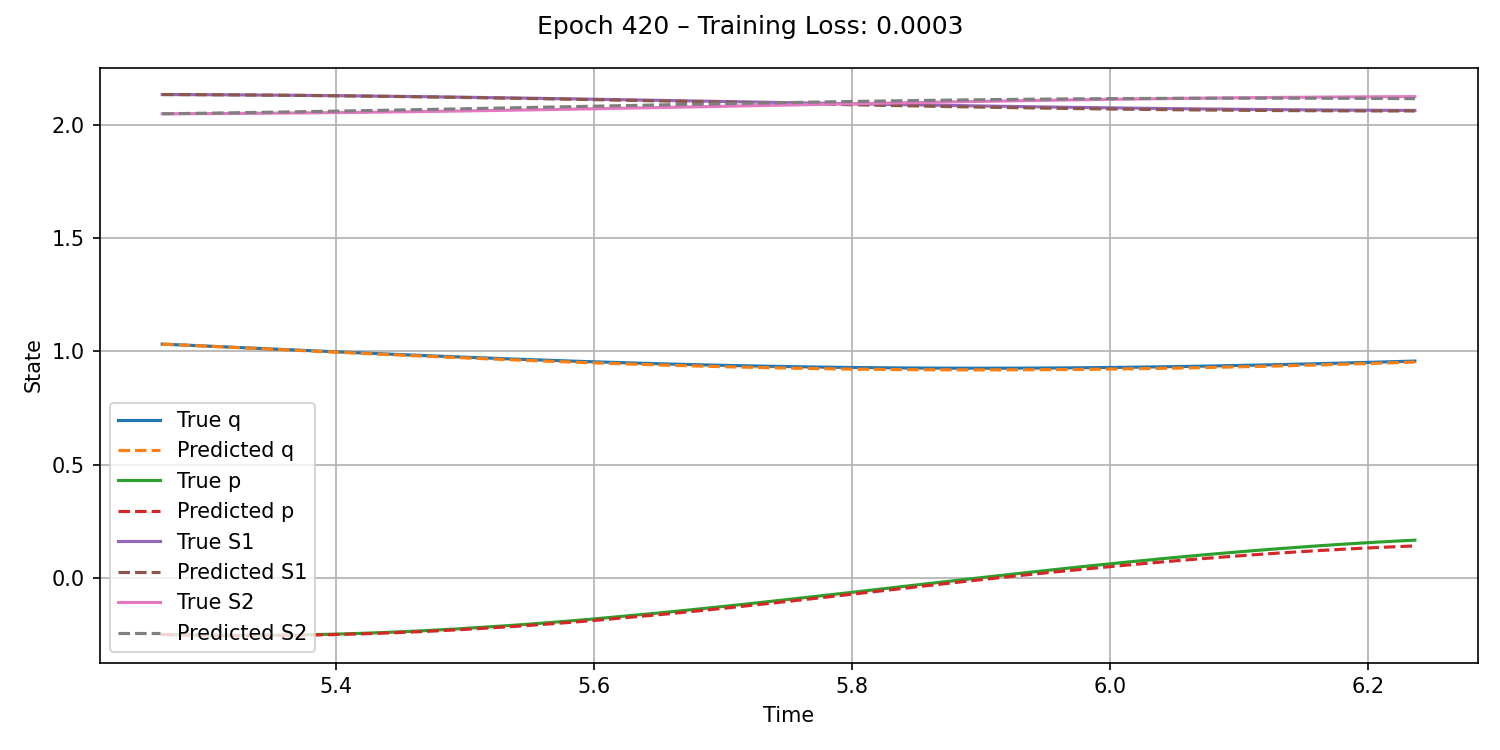 Epoch 420 – Training Loss: 0.0003
State
2.0
1.5
1.0
0.5
0.0
True q
Predicted q
True p
Predicted p
True S1
Predicted S1
True S2
Predicted S2
5.4 5.6 5.8 6.0 6.2
Time